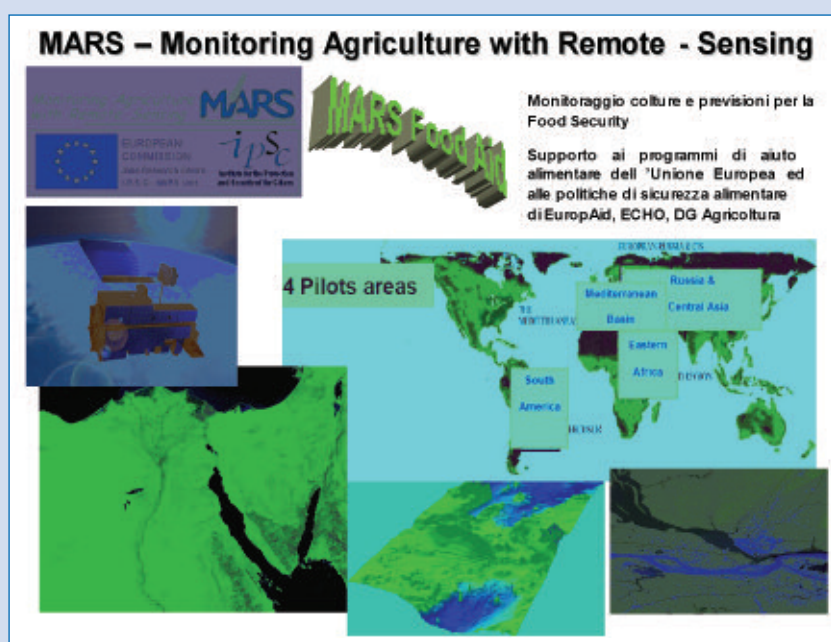 MARS – Monitoring Agriculture with Remote - Sensing
MARS
EUROPEAN
COMMISSION
ipsc
MARS Food Aid
Monitoraggio colture e previsioni per la
Food Security
Supporto ai programmi di aiuto
alimentare dell 'Unione Europea ed
alle politiche di sicurezza alimentare
di EuropAid, ECHO, DG Agricoltura
4 Pilots areas
Mediterranean
Basin
Russia &
Central Asia
Eastern
Africa
South
America